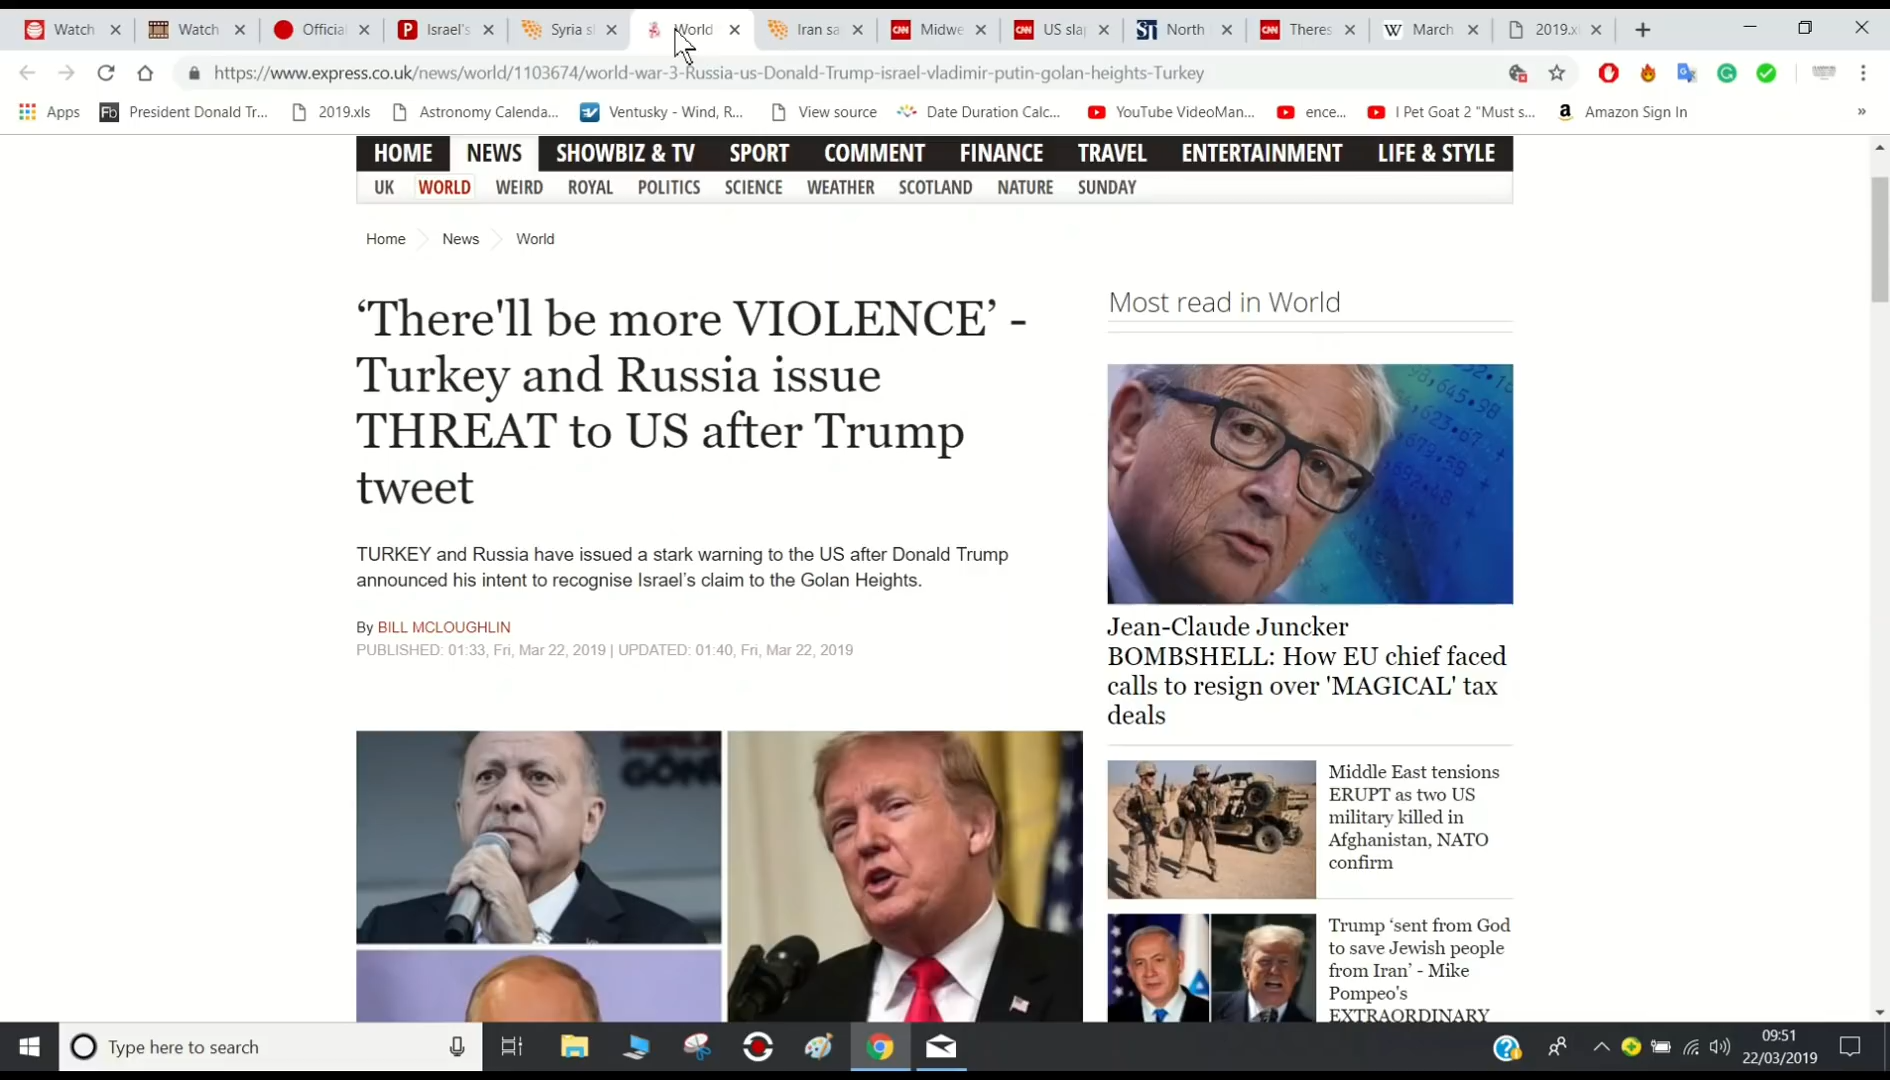 Watch
Watch
Official
Israel's
Syria s
World
Iran sa
Midwe
US slap
North
Theres
March
2019.x
https://www.express.co.uk/news/world/1103674/world-war-3-Russia-us-Donald-Trump-israel-vladimir-putin-golan-heights-Turkey
Apps
President Donald Tr...
2019.xls
Astronomy Calenda...
Ventusky - Wind, R...
View source
Date Duration Calc...
YouTube VideoMan...
ence...
I Pet Goat 2 "Must s...
Amazon Sign In
»
HOME NEWS SHOWBIZ & TV SPORT COMMENT FINANCE TRAVEL ENTERTAINMENT LIFE & STYLE
UK WORLD WEIRD ROYAL POLITICS SCIENCE WEATHER SCOTLAND NATURE SUNDAY
Home News World
‘There'll be more VIOLENCE’ -
Turkey and Russia issue
THREAT to US after Trump
tweet
TURKEY and Russia have issued a stark warning to the US after Donald Trump
announced his intent to recognise Israel’s claim to the Golan Heights.
By BILL MCLOUGHLIN
PUBLISHED: 01:33, Fri, Mar 22, 2019 | UPDATED: 01:40, Fri, Mar 22, 2019
Most read in World
Jean-Claude Juncker
BOMBSHELL: How EU chief faced
calls to resign over 'MAGICAL' tax
deals
Middle East tensions
ERUPT as two US
military killed in
Afghanistan, NATO
confirm
Trump ‘sent from God
to save Jewish people
from Iran’ - Mike
Pompeo's
EXTRAORDINARY
Type here to search
09:51
22/03/2019